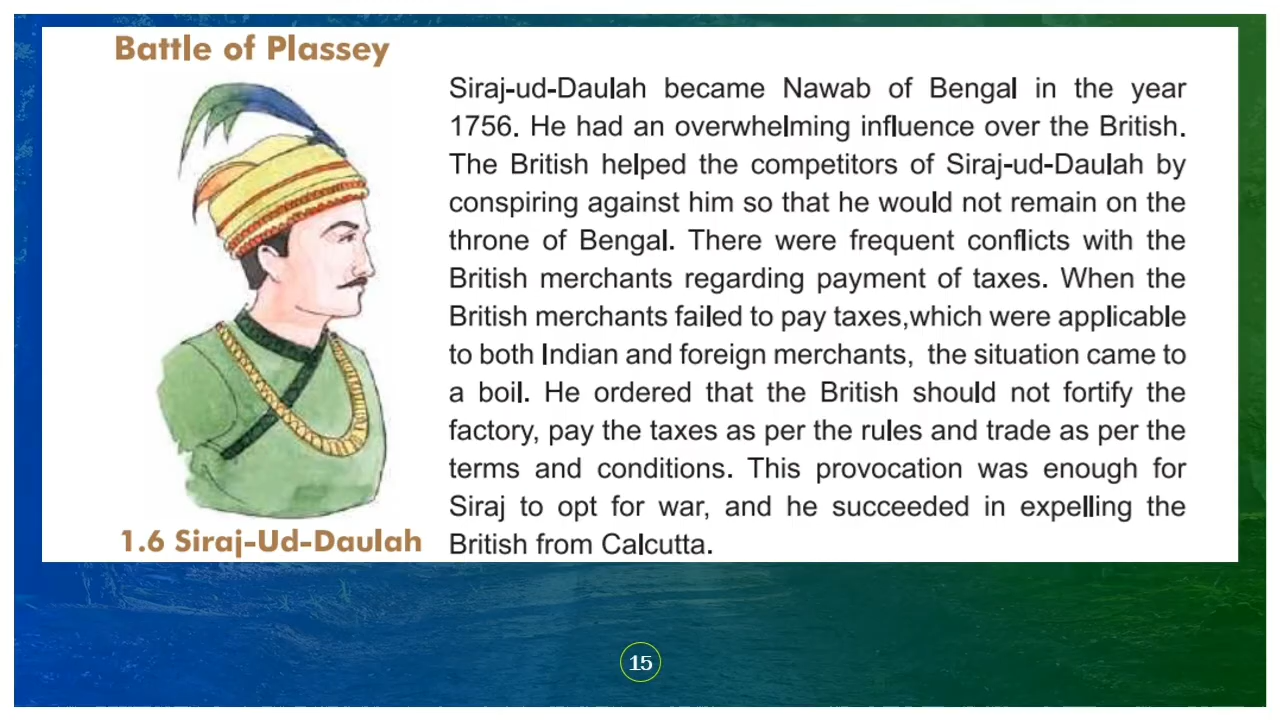 Battle of Plassey
Siraj-ud-Daulah became Nawab of Bengal in the year
1756. He had an overwhelming influence over the British.
The British helped the competitors of Siraj-ud-Daulah by
conspiring against him so that he would not remain on the
throne of Bengal. There were frequent conflicts with the
British merchants regarding payment of taxes. When the
British merchants failed to pay taxes,which were applicable
to both Indian and foreign merchants, the situation came to
a boil. He ordered that the British should not fortify the
factory, pay the taxes as per the rules and trade as per the
terms and conditions. This provocation was enough for
Siraj to opt for war, and he succeeded in expelling the
British from Calcutta.
1.6 Siraj-Ud-Daulah
15